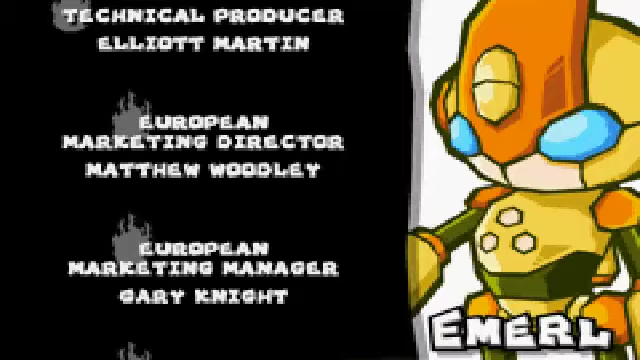 TECHNICAL PRODUCER
ELLIOTT MARTIN
EUROPEAN
MARKETING DIRECTOR
MATTHEW WOODLEY
EUROPEAN
MARKETING MANAGER
GARY KNIGHT
EMERL